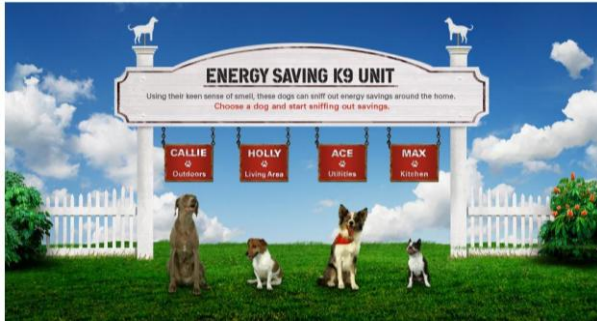 ENERGY SAVING K9 UNIT
Using their keen sense of smell, these dogs can sniff out energy savings around the home.
Choose a dog and start sniffing out savings.
CALLIE
Outdoors
HOLLY
Living Area
ACE
Utilities
MAX
Kitchen